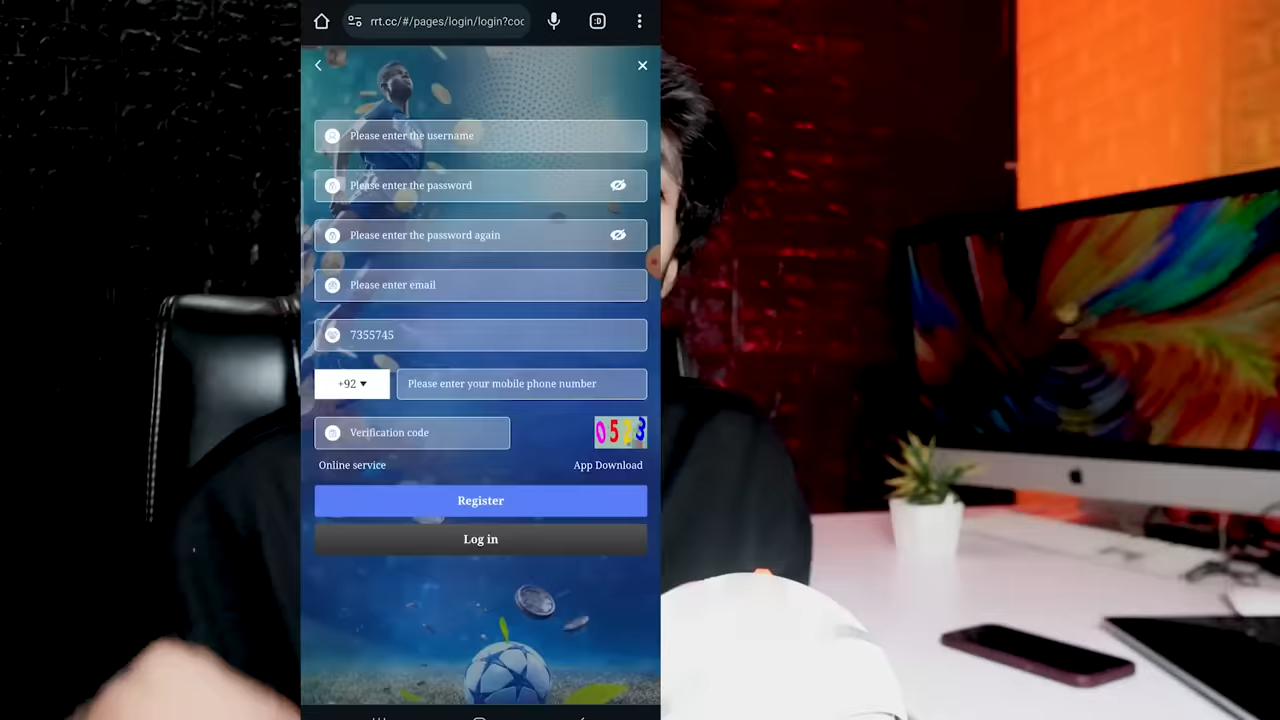 rrt.cc/#/pages/login/login?coc
:D
Please enter the username
Please enter the password
Please enter the password again
Please enter email
7355745
+92
Please enter your mobile phone number
Verification code
0523
Online service
App Download
Register
Log in